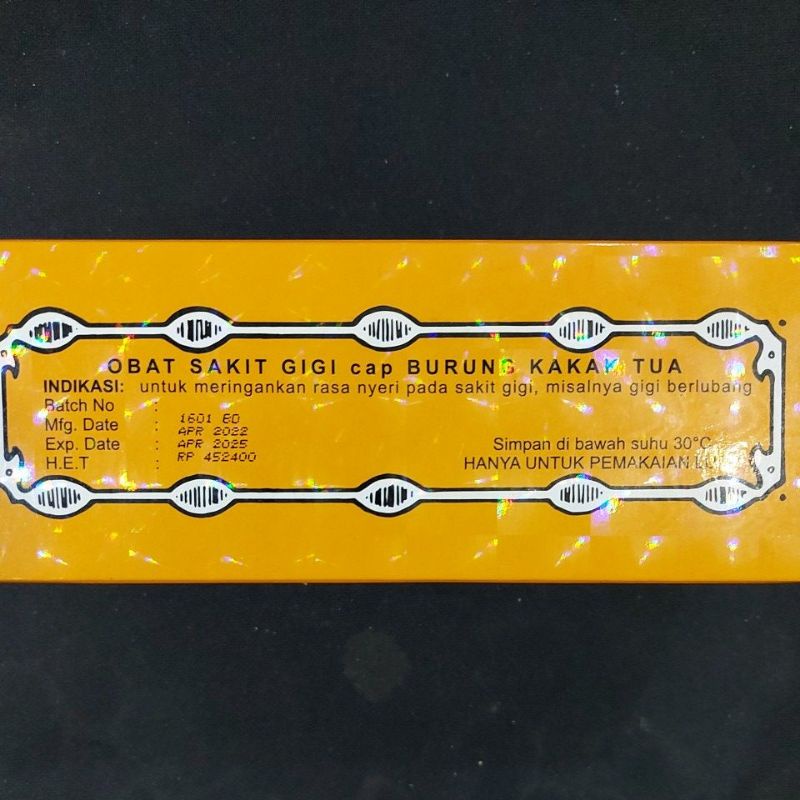 OBAT SAKIT GIGI cap BURUNG KAKAK TUA
INDIKASI: untuk meringankan rasa nyeri pada sakit gigi, misalnya gigi berlubang
Batch No : 1601 BD
Mfg. Date : APR 2022
Exp. Date : APR 2025
H.E.T : RP 452400
Simpan di bawah suhu 30°C
HANYA UNTUK PEMAKAIAN